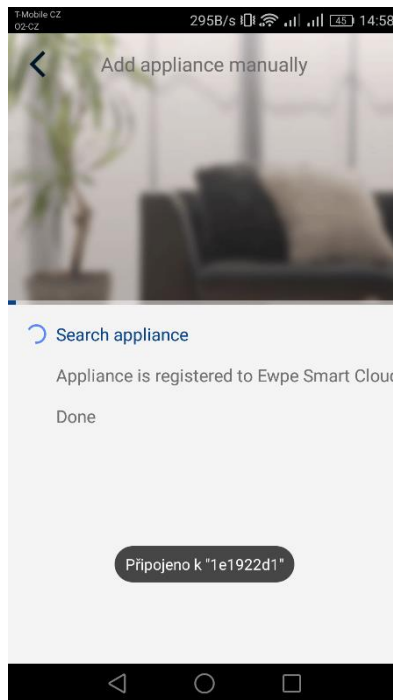 T-Mobile CZ
O2-CZ
295B/s 45 14:58
Add appliance manually
Search appliance
Appliance is registered to Ewpe Smart Cloud
Done
Připojeno k "1e1922d1"